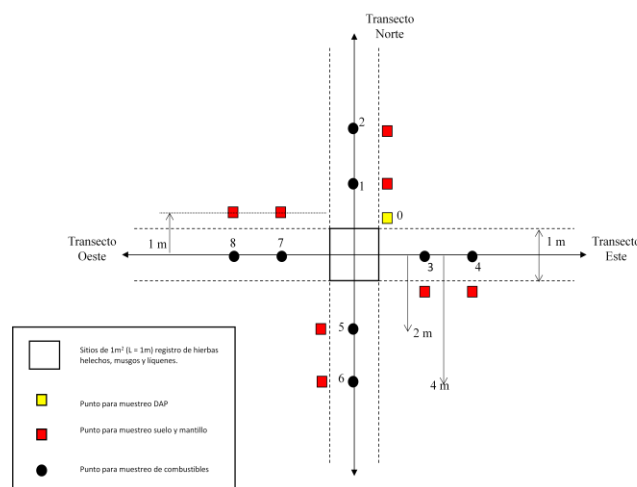 Transecto
Norte
2
1
0
1 m
Transecto
Oeste
8
7
3
4
1 m
Transecto
Este
5
2 m
6
4 m
Sitios de 1m² (L = 1m) registro de hierbas
helechos, musgos y liquenes.
Punto para muestreo DAP
Punto para muestreo suelo y mantillo
Punto para muestreo de combustibles